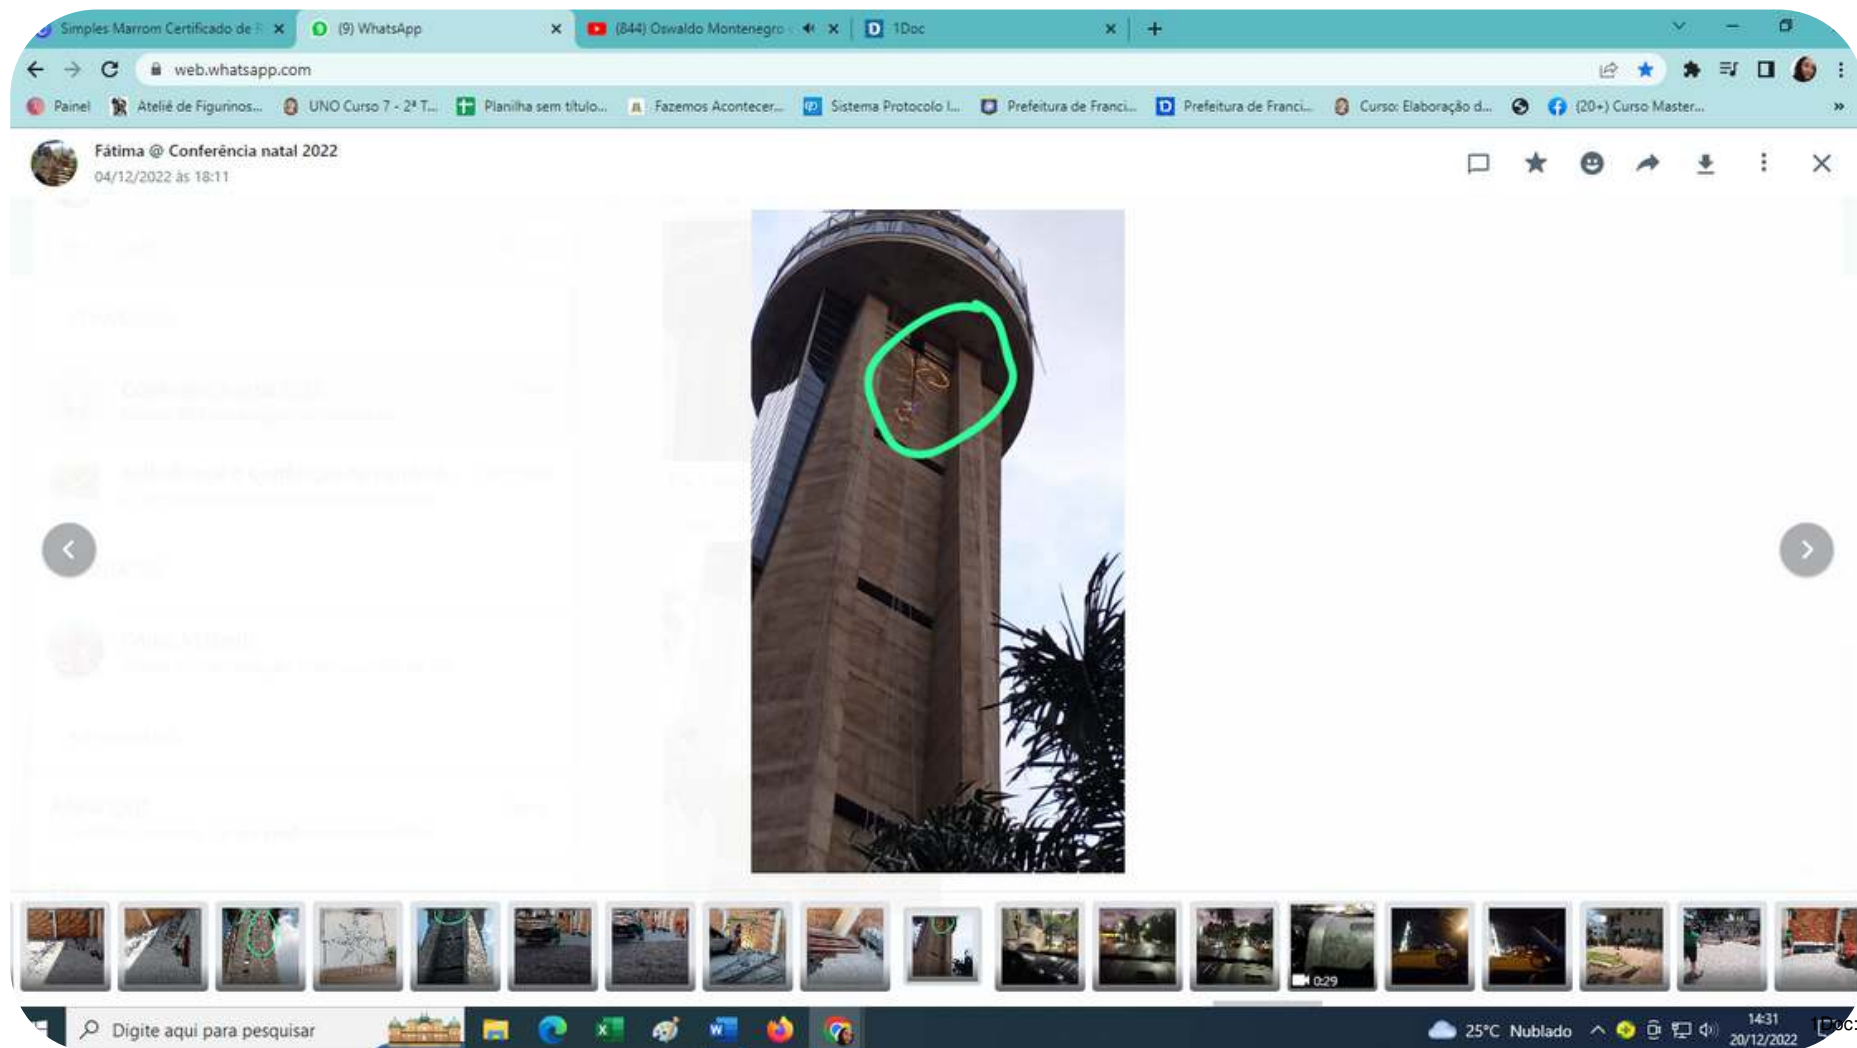 Simples Marrom Certificado de
(9) WhatsApp
(844) Oswaldo Montenegro
1Doc
web.whatsapp.com
Painel
Ateliê de Figurinos...
UNO Curso 7 - 2ª T...
Planilha sem título...
Fazemos Acontecer...
Sistema Protocolo I...
Prefeitura de Franci...
Prefeitura de Franci...
Curso: Elaboração d...
(20+) Curso Master...
Fátima @ Conferência natal 2022
04/12/2022 às 18:11
0:29
Digite aqui para pesquisar
25°C Nublado
14:31
20/12/2022
1Doc: